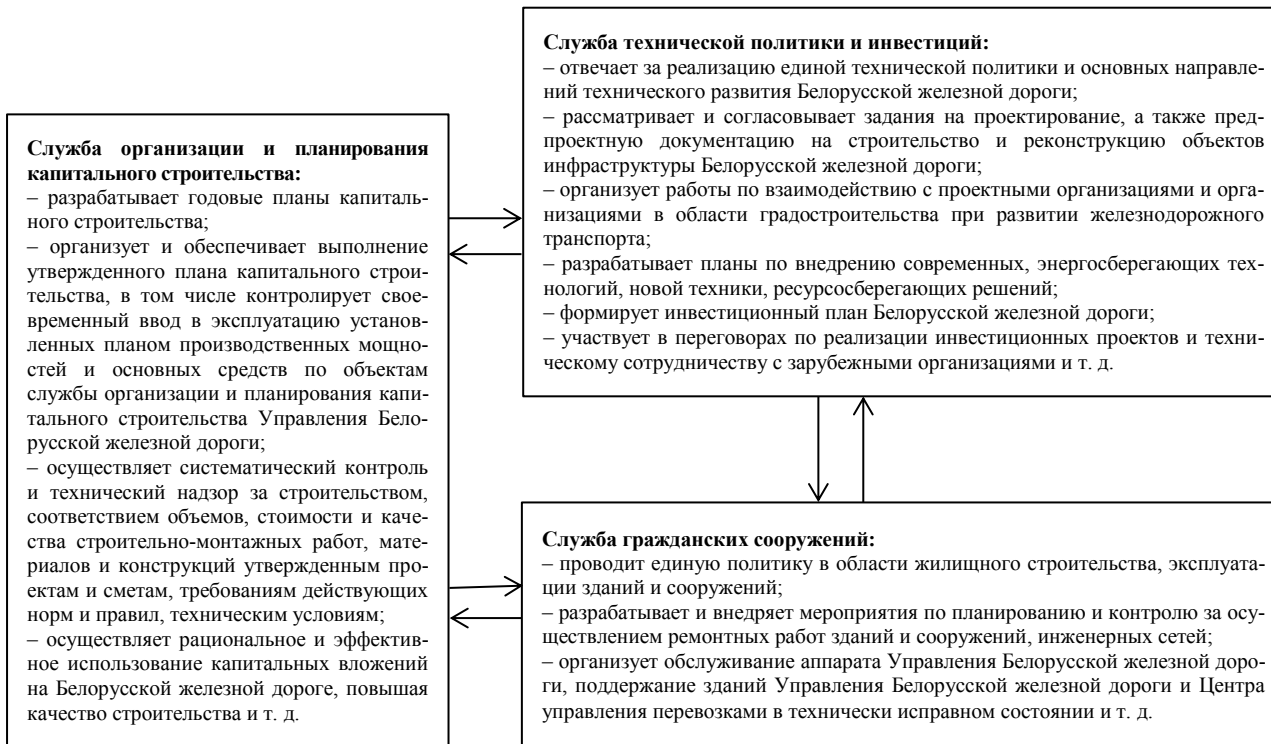 Служба технической политики и инвестиций:
– отвечает за реализацию единой технической политики и основных направле-
ний технического развития Белорусской железной дороги;
– рассматривает и согласовывает задания на проектирование, а также пред-
проектную документацию на строительство и реконструкцию объектов
инфраструктуры Белорусской железной дороги;
– организует работы по взаимодействию с проектными организациями и орга-
низациями в области градостроительства при развитии железнодорожного
транспорта;
– разрабатывает планы по внедрению современных, энергосберегающих тех-
нологий, новой техники, ресурсосберегающих решений;
– формирует инвестиционный план Белорусской железной дороги;
– участвует в переговорах по реализации инвестиционных проектов и техни-
ческому сотрудничеству с зарубежными организациями и т. д.
Служба организации и планирования
капитального строительства:
– разрабатывает годовые планы капиталь-
ного строительства;
– организует и обеспечивает выполнение
утвержденного плана капитального строи-
тельства, в том числе контролирует свое-
временный ввод в эксплуатацию установ-
ленных планом производственных мощно-
стей и основных средств по объектам
службы организации и планирования капи-
тального строительства Управления Бело-
русской железной дороги;
– осуществляет систематический контроль
и технический надзор за строительством,
соответствием объемов, стоимости и каче-
ства строительно-монтажных работ, мате-
риалов и конструкций утвержденным про-
ектам и сметам, требованиям действующих
норм и правил, техническим условиям;
– осуществляет рациональное и эффектив-
ное использование капитальных вложений
на Белорусской железной дороге, повышая
качество строительства и т. д.
Служба гражданских сооружений:
– проводит единую политику в области жилищного строительства, эксплуата-
ции зданий и сооружений;
– разрабатывает и внедряет мероприятия по планированию и контролю за осу-
ществлением ремонтных работ зданий и сооружений, инженерных сетей;
– организует обслуживание аппарата Управления Белорусской железной доро-
ги, поддержание зданий Управления Белорусской железной дороги и Центра
управления перевозками в технически исправном состоянии и т. д.